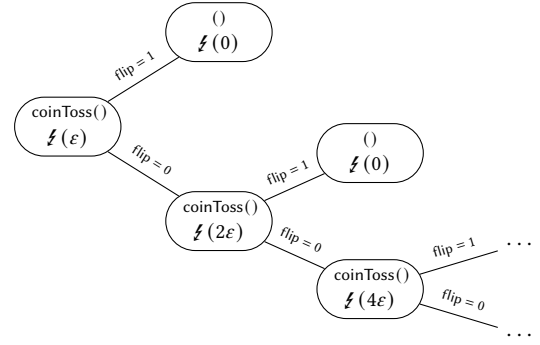 ()
↯(0)
flip = 1
coinToss()
↯(ε)
flip = 0
()
↯(0)
flip = 1
coinToss()
↯(2ε)
flip = 0
coinToss()
↯(4ε)
flip = 1
...
flip = 0
...